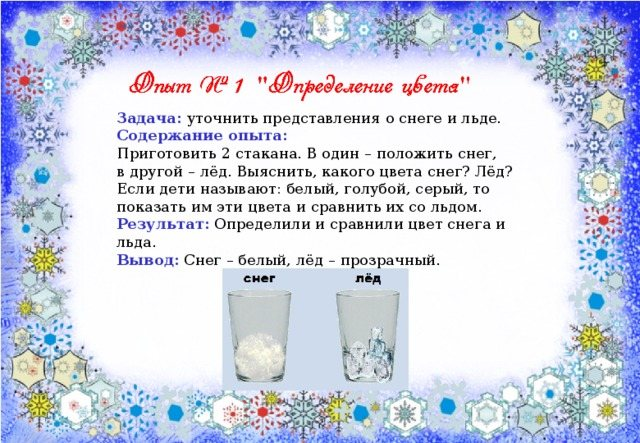 Опыт № 1 "Определение цвета"
Задача: уточнить представления о снеге и льде.
Содержание опыта:
Приготовить 2 стакана. В один – положить снег,
в другой – лёд. Выяснить, какого цвета снег? Лёд?
Если дети называют: белый, голубой, серый, то
показать им эти цвета и сравнить их со льдом.
Результат: Определили и сравнили цвет снега и
льда.
Вывод: Снег – белый, лёд – прозрачный.
снег лёд